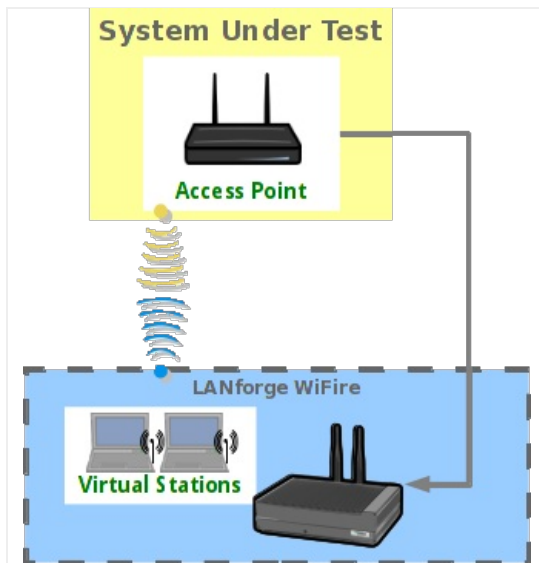 System Under Test
Access Point
LANforge WiFire
Virtual Stations